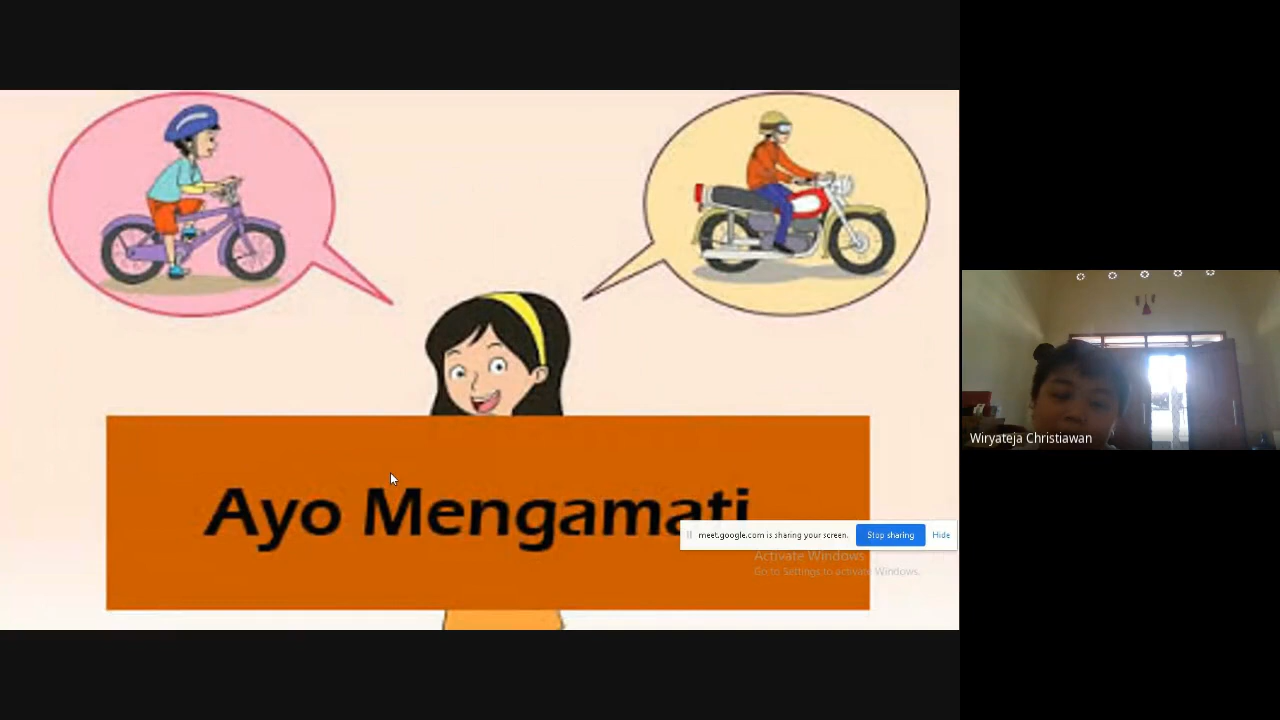 Ayo Mengamati
meet.google.com is sharing your screen.
Stop sharing
Hide
Activate Windows
Go to Settings to activate Windows.
Wiryateja Christiawan